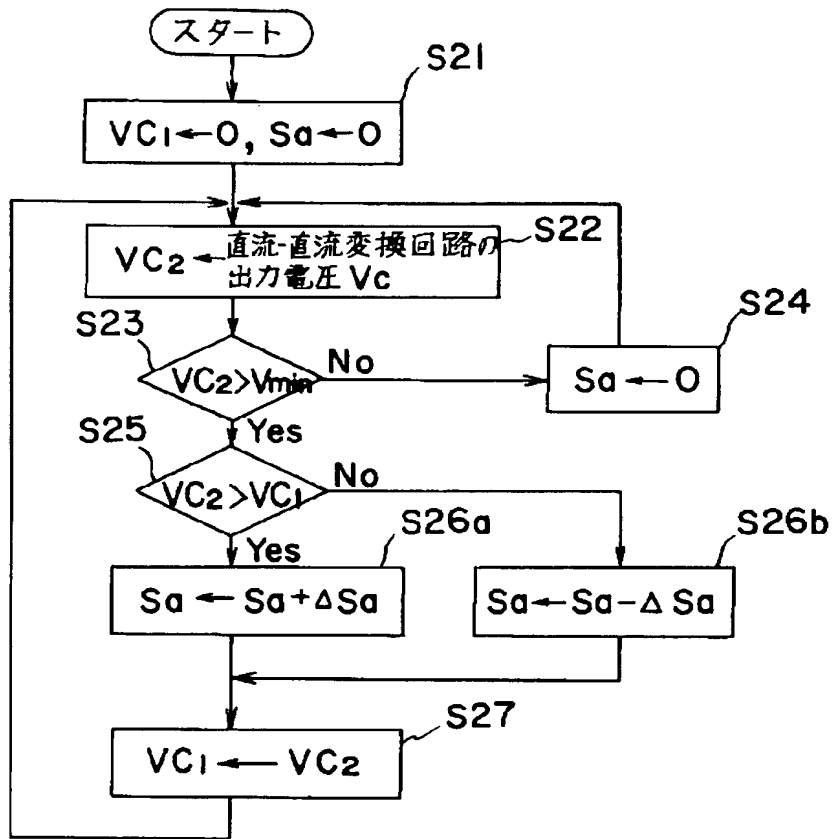 スタート
S21
VC₁←0, Sa←0
S22
VC₂ ← 直流-直流変換回路の
出力電圧 Vc
S23
S24
VC₂>Vmin
No
Sa ← 0
Yes
S25
VC₂>VC₁
No
Yes
S26a
S26b
Sa ← Sa+ΔSa
Sa←Sa-ΔSa
S27
VC₁ ← VC₂